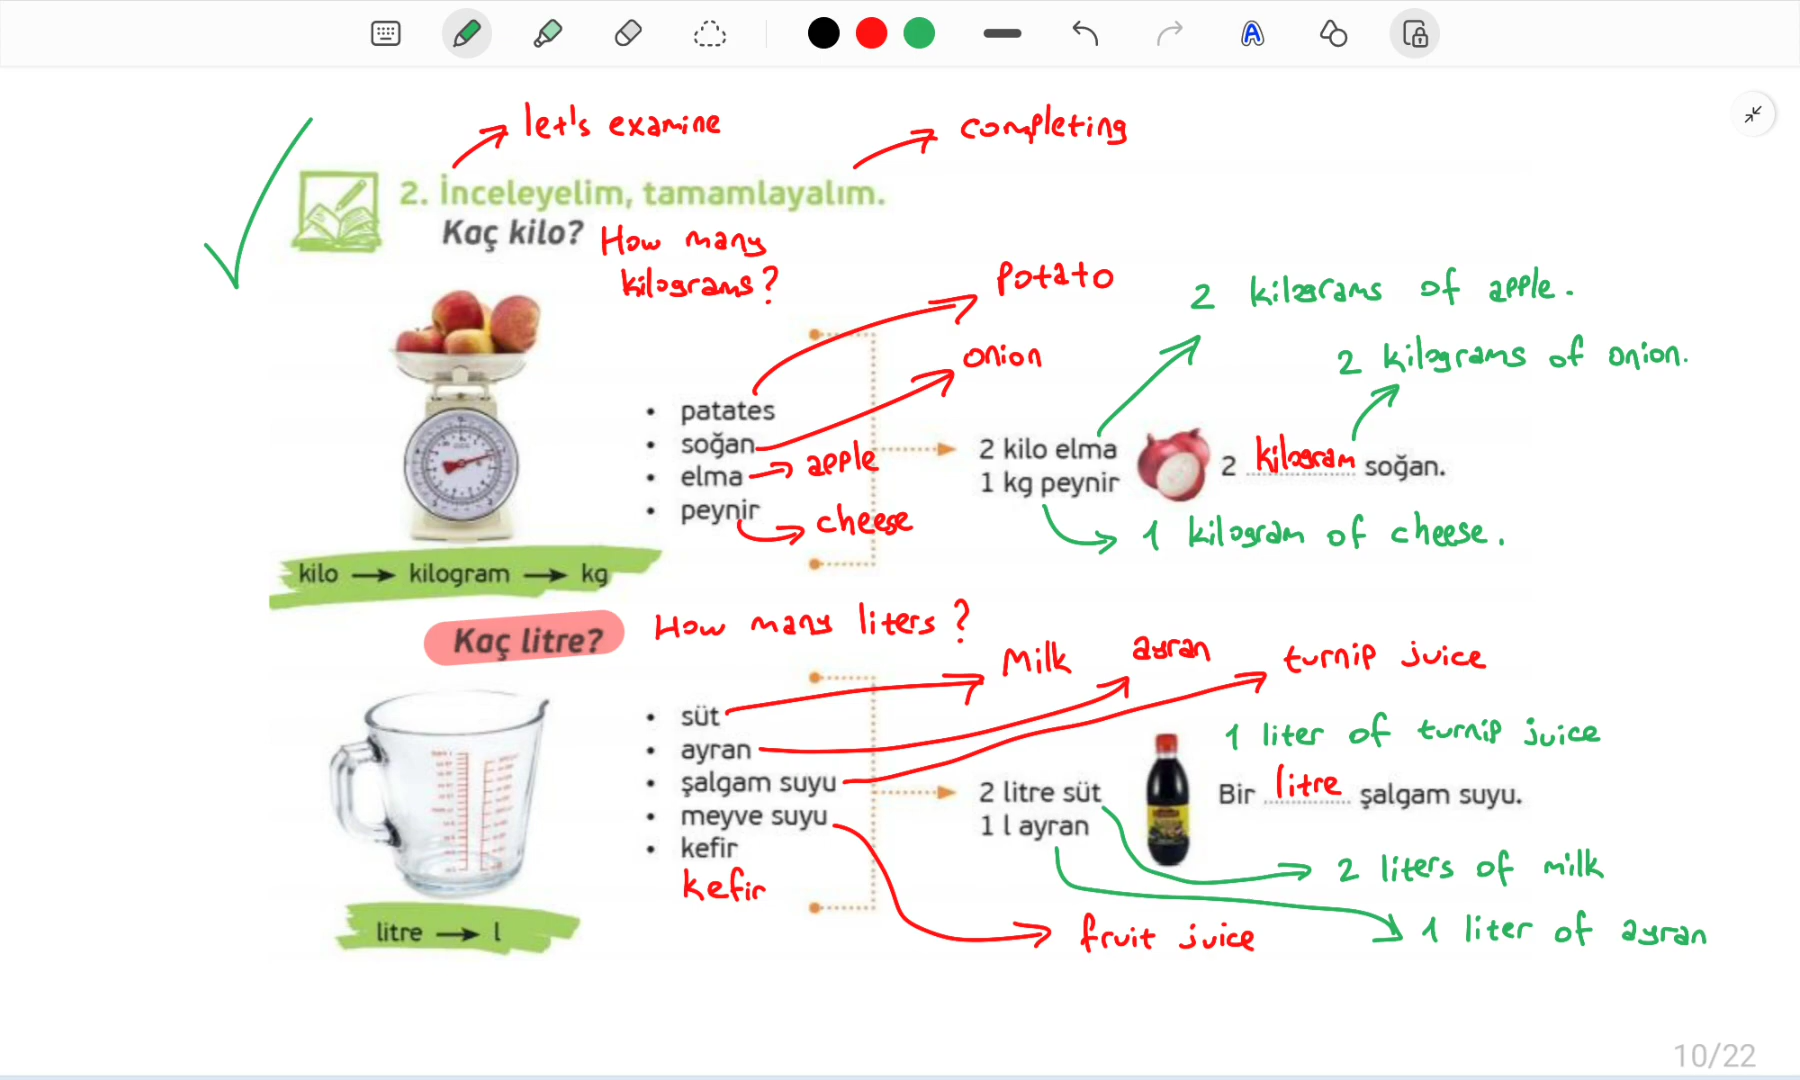 let's examine
completing
2. İnceleyelim, tamamlayalım.
Kaç kilo?
How many
kilograms?
potato
2 kilograms of apple.
onion
2 kilograms of onion.
• patates
• soğan
• elma
apple
• peynir
cheese
2 kilo elma
1 kg peynir
2 kilogram soğan.
1 kilogram of cheese.
kilo → kilogram → kg
Kaç litre?
How many liters?
Milk
ayran
turnip juice
• süt
• ayran
• şalgam suyu
• meyve suyu
• kefir
kefir
1 liter of turnip juice
2 litre süt
1 l ayran
Bir litre şalgam suyu.
2 liters of milk
1 liter of ayran
fruit juice
litre → l
10/22